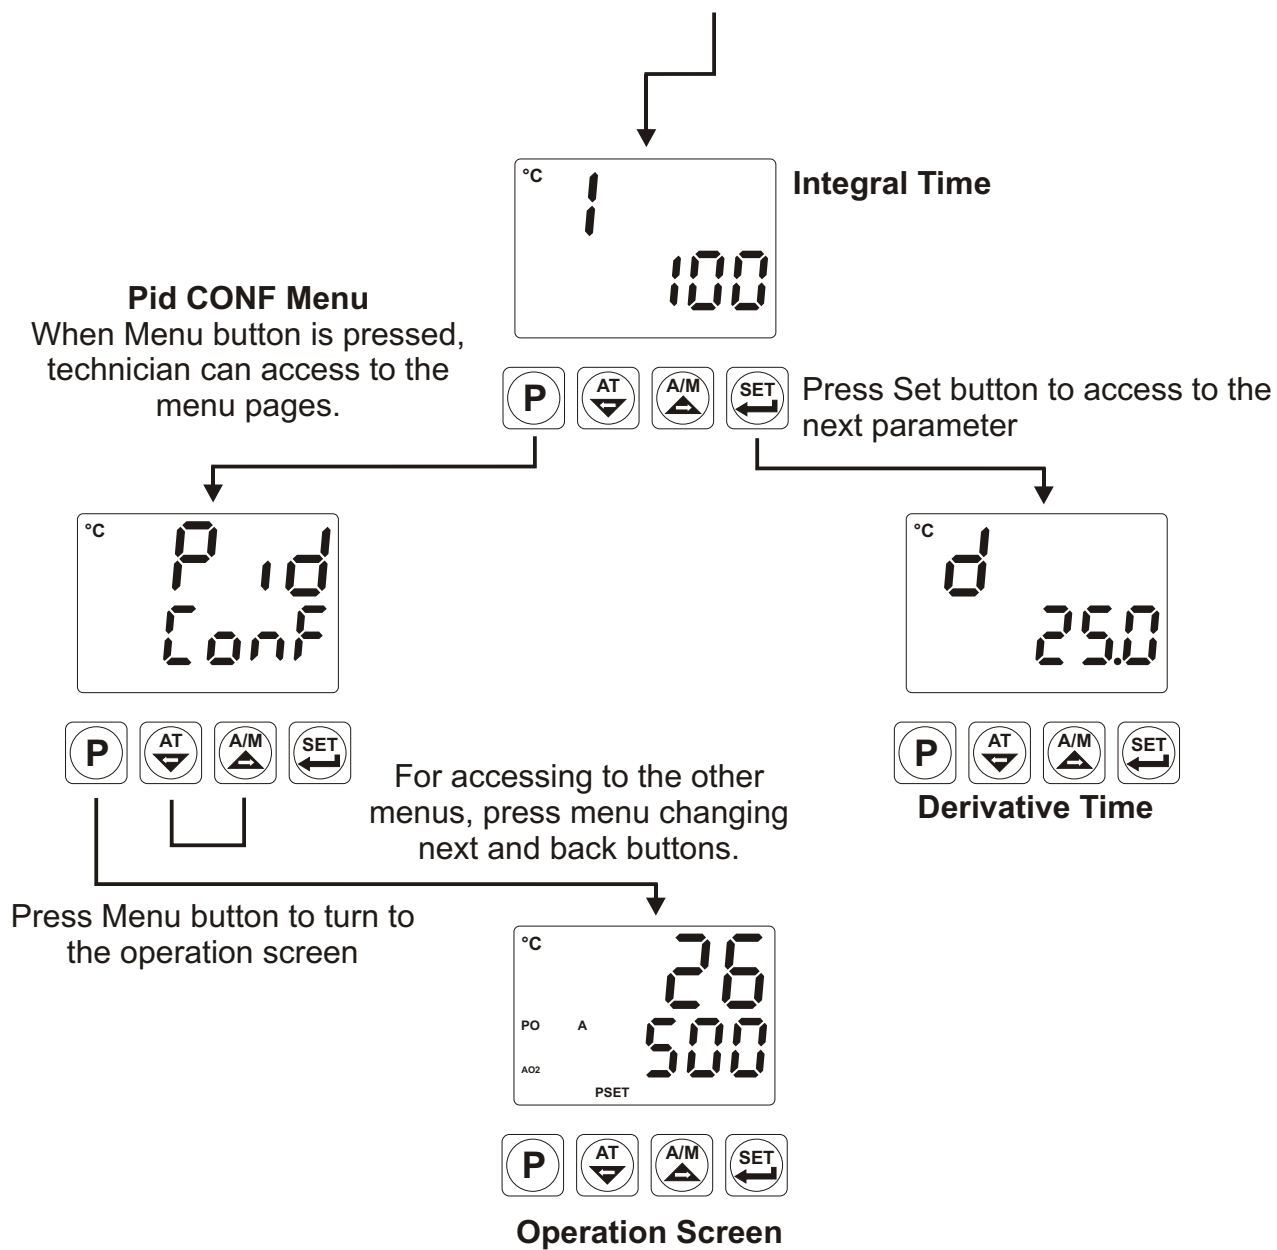 °C
I
Integral Time
100
Pid CONF Menu
When Menu button is pressed,
technician can access to the
menu pages.
P AT A/M SET
Press Set button to access to the
next parameter
°C
P id
ConF
°C
d
25.0
P AT A/M SET
P AT A/M SET
Derivative Time
For accessing to the other
menus, press menu changing
next and back buttons.
Press Menu button to turn to
the operation screen
°C
26
PO A
500
AO2
PSET
P AT A/M SET
Operation Screen